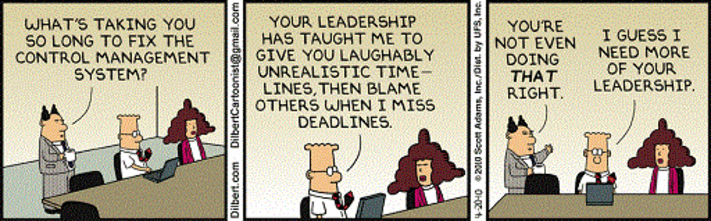 WHAT'S TAKING YOU
SO LONG TO FIX THE
CONTROL MANAGEMENT
SYSTEM?
Dilbert.com DilbertCartoonist@gmail.com
YOUR LEADERSHIP
HAS TAUGHT ME TO
GIVE YOU LAUGHABLY
UNREALISTIC TIME–
LINES, THEN BLAME
OTHERS WHEN I MISS
DEADLINES.
4-20-10 ©2010 Scott Adams, Inc./Dist. by UFS, Inc.
YOU'RE
NOT EVEN
DOING
THAT
RIGHT.
I GUESS I
NEED MORE
OF YOUR
LEADERSHIP.